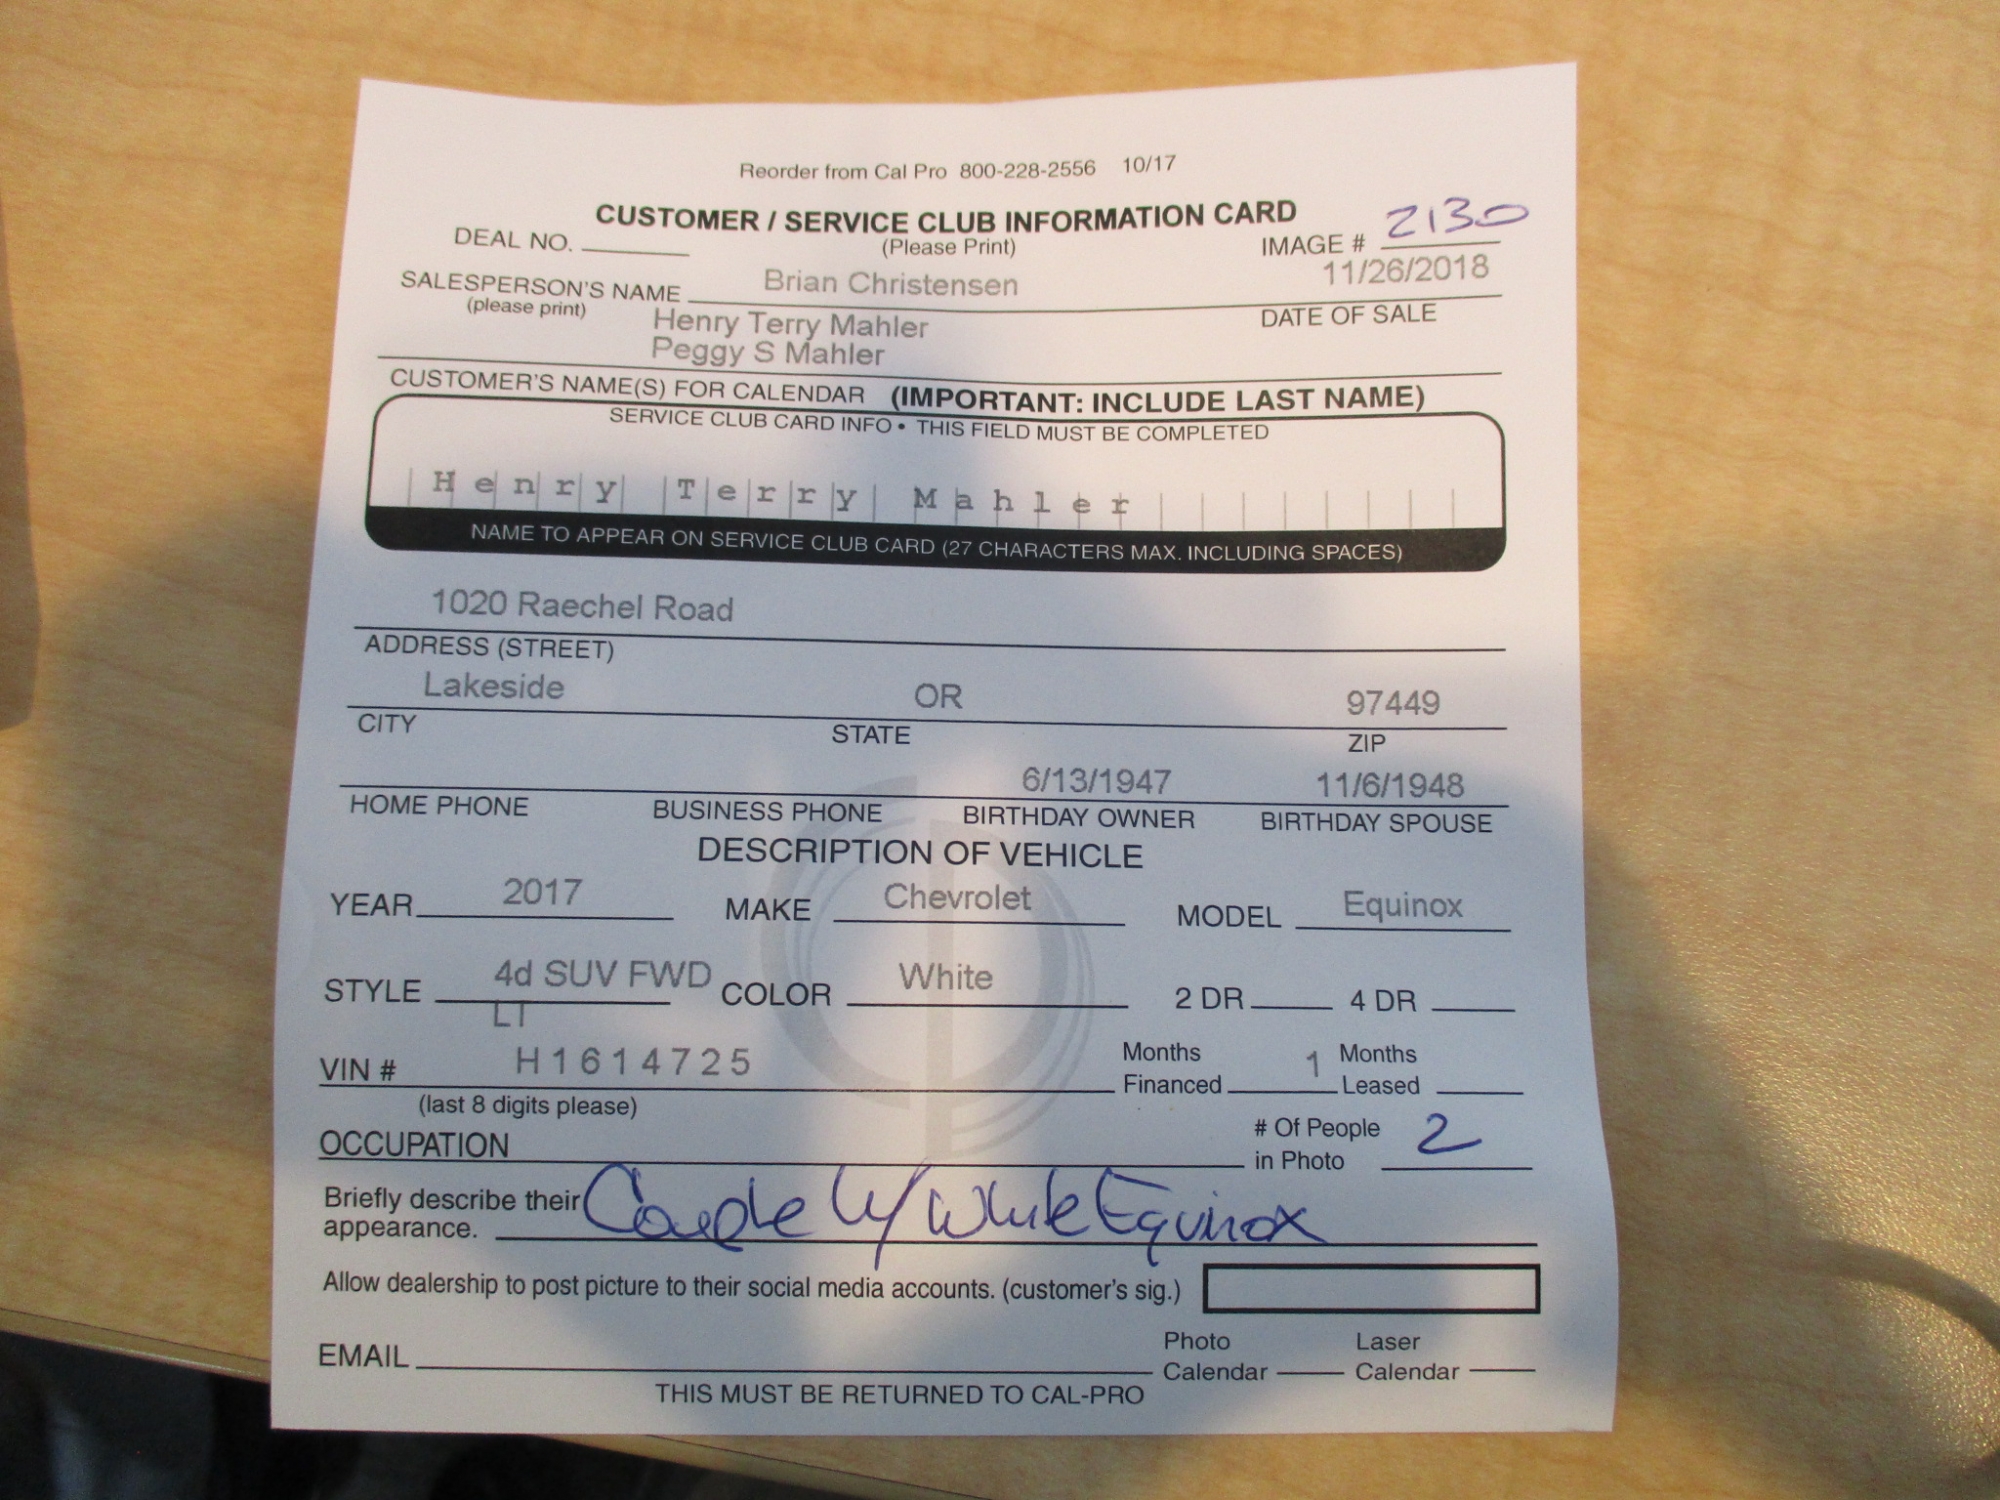 Reorder from Cal Pro 800-228-2556 10/17
CUSTOMER / SERVICE CLUB INFORMATION CARD
DEAL NO. (Please Print) IMAGE # 2130
SALESPERSON'S NAME Brian Christensen 11/26/2018
(please print) DATE OF SALE
Henry Terry Mahler
Peggy S Mahler
CUSTOMER'S NAME(S) FOR CALENDAR (IMPORTANT: INCLUDE LAST NAME)
SERVICE CLUB CARD INFO • THIS FIELD MUST BE COMPLETED
Henry Terry Mahler
NAME TO APPEAR ON SERVICE CLUB CARD (27 CHARACTERS MAX. INCLUDING SPACES)
1020 Raechel Road
ADDRESS (STREET)
Lakeside OR 97449
CITY STATE ZIP
6/13/1947 11/6/1948
HOME PHONE BUSINESS PHONE BIRTHDAY OWNER BIRTHDAY SPOUSE
DESCRIPTION OF VEHICLE
YEAR 2017 MAKE Chevrolet MODEL Equinox
STYLE 4d SUV FWD COLOR White 2 DR 4 DR
LT
VIN # H1614725 Months Financed 1 Months Leased
(last 8 digits please)
OCCUPATION # Of People in Photo 2
Briefly describe their appearance. Couple W/ White Equinox
Allow dealership to post picture to their social media accounts. (customer's sig.)
EMAIL Photo Calendar Laser Calendar
THIS MUST BE RETURNED TO CAL-PRO